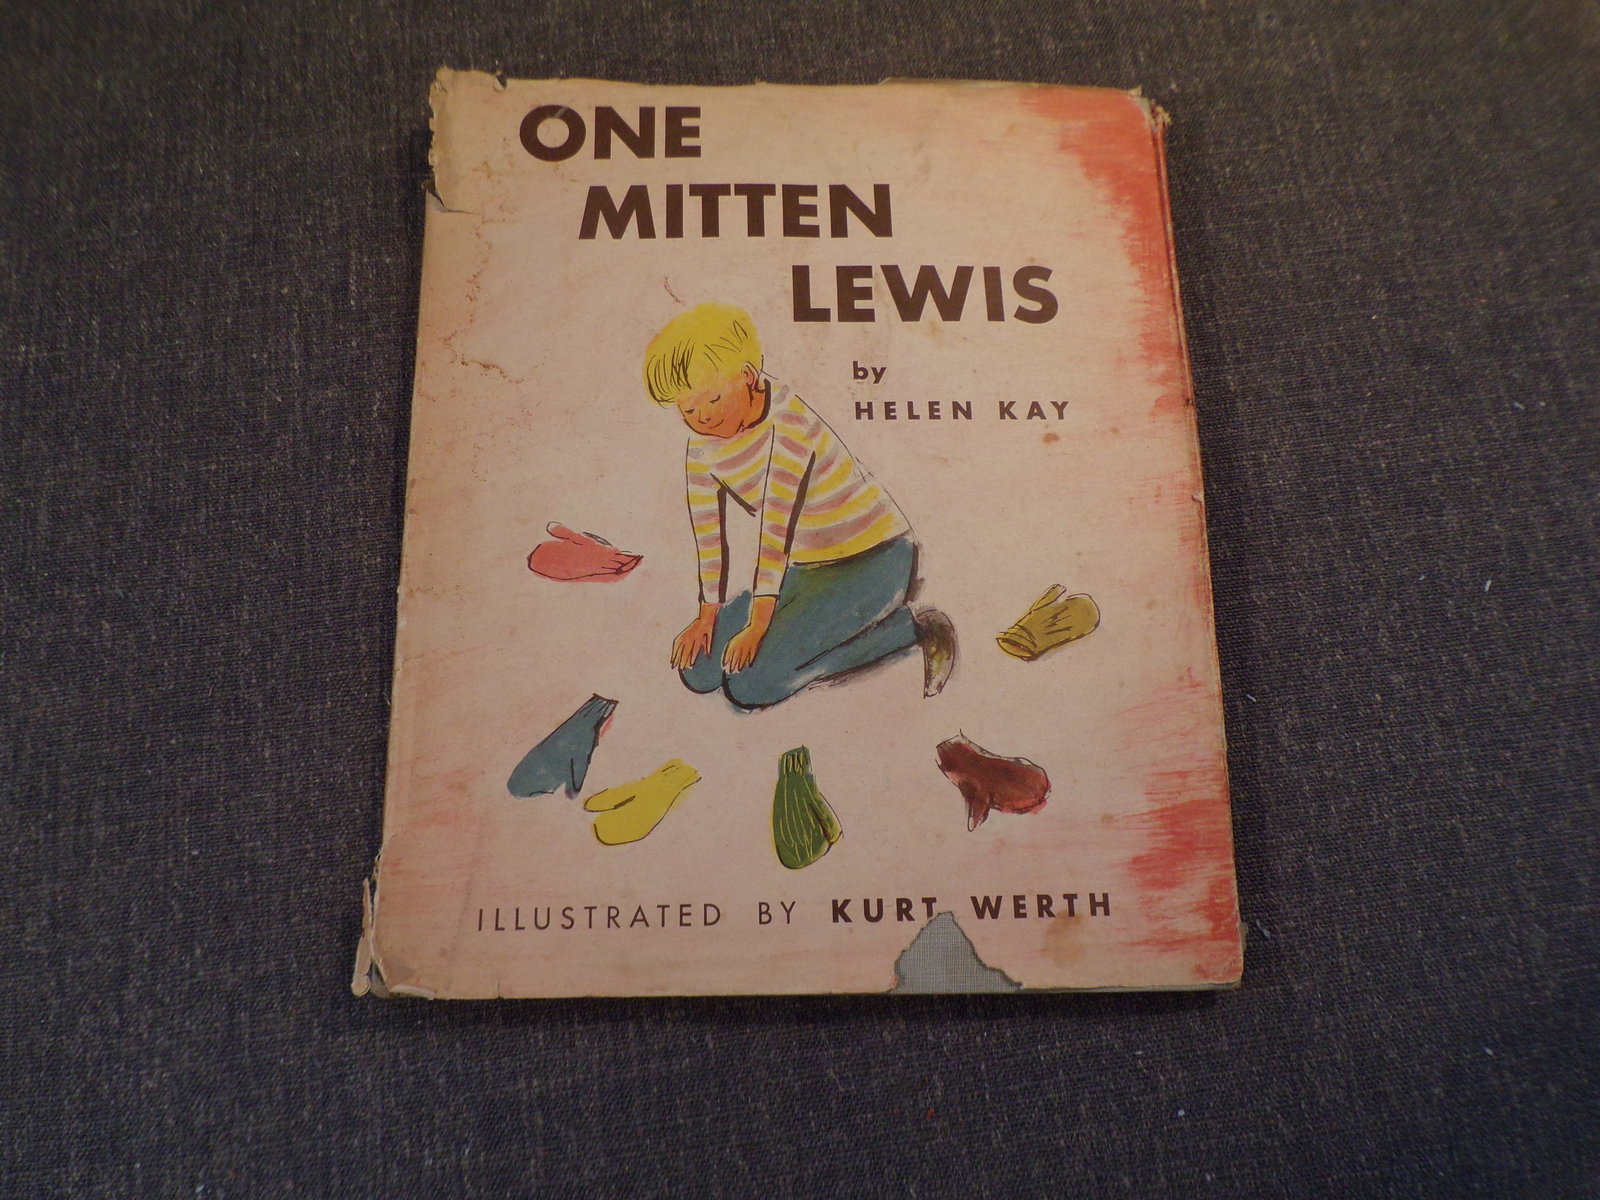 ONE
MITTEN
LEWIS
by
HELEN KAY
ILLUSTRATED BY KURT WERTH